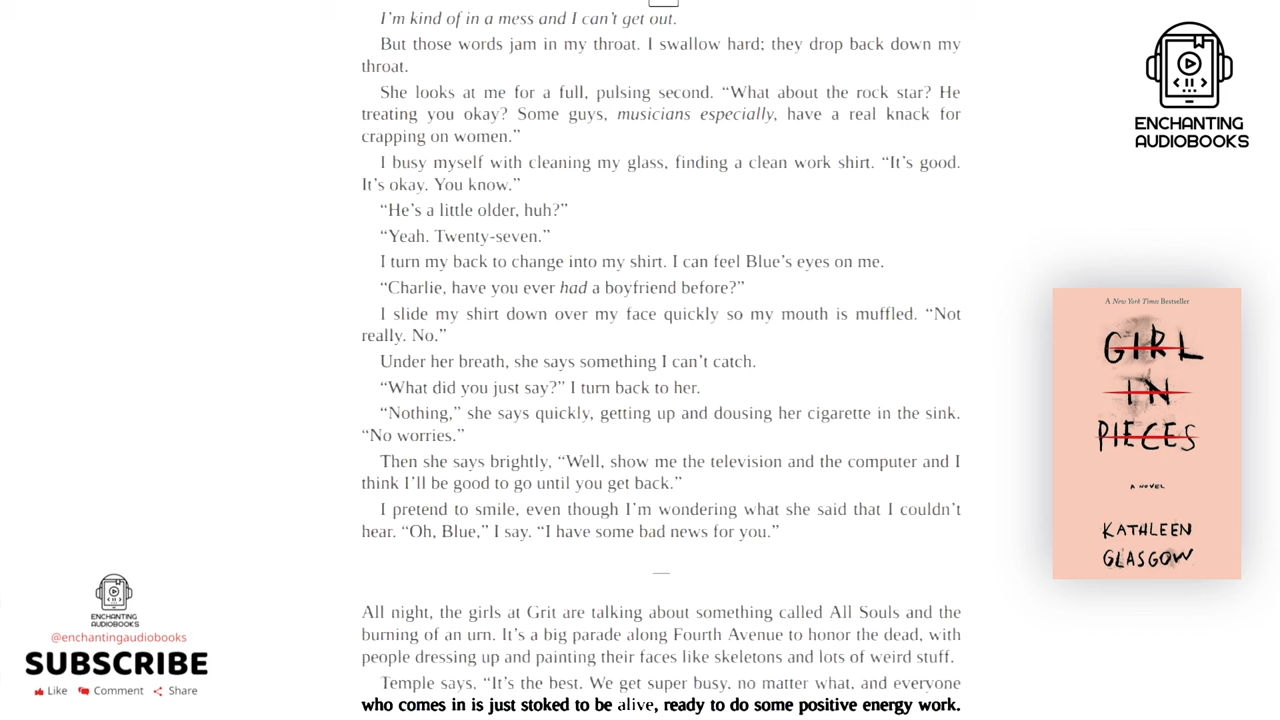 I'm kind of in a mess and I can't get out.
But those words jam in my throat. I swallow hard; they drop back down my
throat.
She looks at me for a full, pulsing second. “What about the rock star? He
treating you okay? Some guys, musicians especially, have a real knack for
crapping on women.”
I busy myself with cleaning my glass, finding a clean work shirt. “It’s good.
It’s okay. You know.”
“He’s a little older, huh?”
“Yeah. Twenty-seven.”
I turn my back to change into my shirt. I can feel Blue’s eyes on me.
“Charlie, have you ever had a boyfriend before?”
I slide my shirt down over my face quickly so my mouth is muffled. “Not
really. No.”
Under her breath, she says something I can’t catch.
“What did you just say?” I turn back to her.
“Nothing,” she says quickly, getting up and dousing her cigarette in the sink.
“No worries.”
Then she says brightly, “Well, show me the television and the computer and I
think I’ll be good to go until you get back.”
I pretend to smile, even though I’m wondering what she said that I couldn’t
hear. “Oh, Blue,” I say. “I have some bad news for you.”
—
All night, the girls at Grit are talking about something called All Souls and the
burning of an urn. It’s a big parade along Fourth Avenue to honor the dead, with
people dressing up and painting their faces like skeletons and lots of weird stuff.
Temple says, “It’s the best. We get super busy, no matter what, and everyone
who comes in is just stoked to be alive, ready to do some positive energy work.
ENCHANTING
AUDIOBOOKS
A New York Times Bestseller
GIRL
IN
PIECES
A NOVEL
KATHLEEN
GLASGOW
ENCHANTING
AUDIOBOOKS
@enchantingaudiobooks
SUBSCRIBE
Like Comment Share